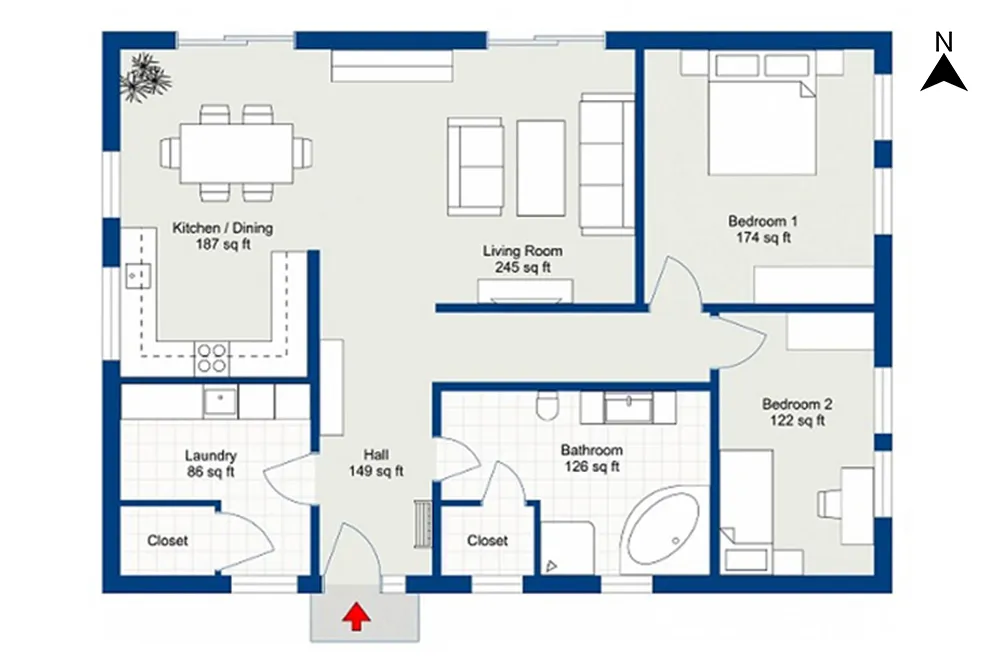 N
Bedroom 1
174 sq ft
Kitchen / Dining
187 sq ft
Living Room
245 sq ft
Bedroom 2
122 sq ft
Laundry
86 sq ft
Hall
149 sq ft
Bathroom
126 sq ft
Closet
Closet